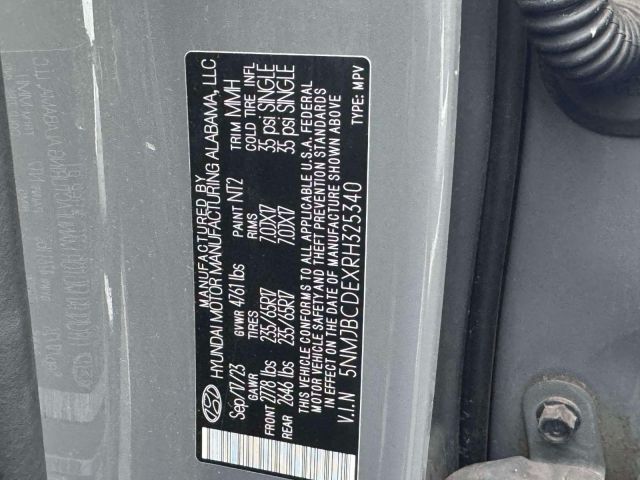 MANUFACTURED BY
HYUNDAI MOTOR MANUFACTURING ALABAMA, LLC
Sep/17/23 GVWR 4761 lbs PAINT NT2 TRIM MMH
GAWR TIRES RIMS COLD TIRE INFL
FRONT 2778 lbs 235/65R17 7.0JX17 35 psi SINGLE
REAR 2646 lbs 235/65R17 7.0JX17 35 psi SINGLE
THIS VEHICLE CONFORMS TO ALL APPLICABLE U.S.A. FEDERAL
MOTOR VEHICLE SAFETY AND THEFT PREVENTION STANDARDS
IN EFFECT ON THE DATE OF MANUFACTURE SHOWN ABOVE
V.I.N 5NMJBCDEXRH325340
TYPE: MPV